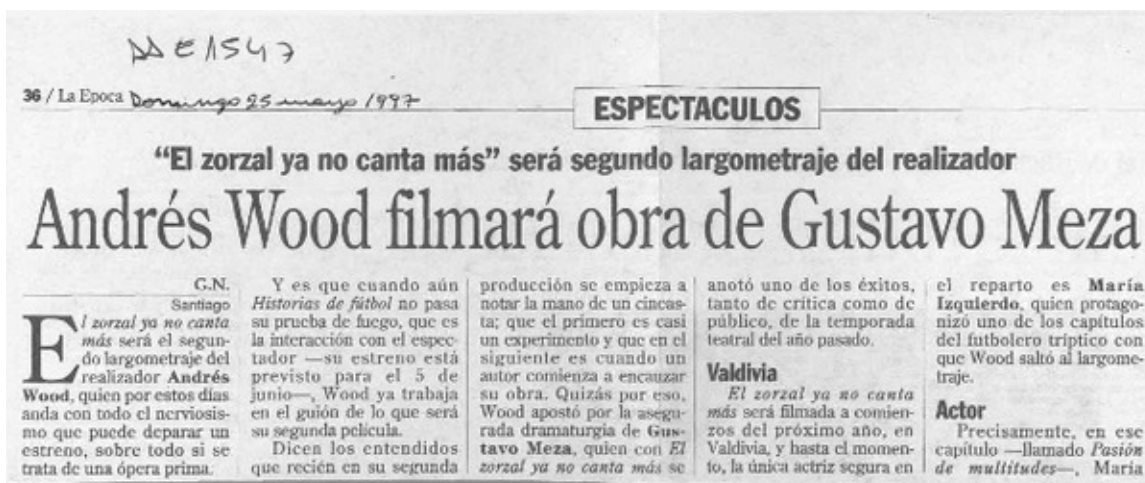 AAE1547
36 / La Epoca Domingo 25 mayo 1997
ESPECTACULOS
“El zorzal ya no canta más” será segundo largometraje del realizador
Andrés Wood filmará obra de Gustavo Meza
G.N.
Santiago
El zorzal ya no canta
más será el segun-
do largometraje del
realizador Andrés
Wood, quien por estos días
anda con todo el nerviosis-
mo que puede deparar un
estreno, sobre todo si se
trata de una ópera prima.
Y es que cuando aún
Historias de fútbol no pasa
su prueba de fuego, que es
la interacción con el espec-
tador —su estreno está
previsto para el 5 de
junio—, Wood ya trabaja
en el guión de lo que será
su segunda película.
Dicen los entendidos
que recién en su segunda
producción se empieza a
notar la mano de un cineas-
ta; que el primero es casi
un experimento y que en el
siguiente es cuando un
autor comienza a encauzar
su obra. Quizás por eso,
Wood apostó por la asegu-
rada dramaturgia de Gus-
tavo Meza, quien con El
zorzal ya no canta más se
anotó uno de los éxitos,
tanto de crítica como de
público, de la temporada
teatral del año pasado.
Valdivia
El zorzal ya no canta
más será filmada a comien-
zos del próximo año, en
Valdivia, y hasta el momen-
to, la única actriz segura en
el reparto es María
Izquierdo, quien protago-
nizó uno de los capítulos
del futbolero tríptico con
que Wood saltó al largome-
traje.
Actor
Precisamente, en ese
capítulo —llamado Pasión
de multitudes—, María